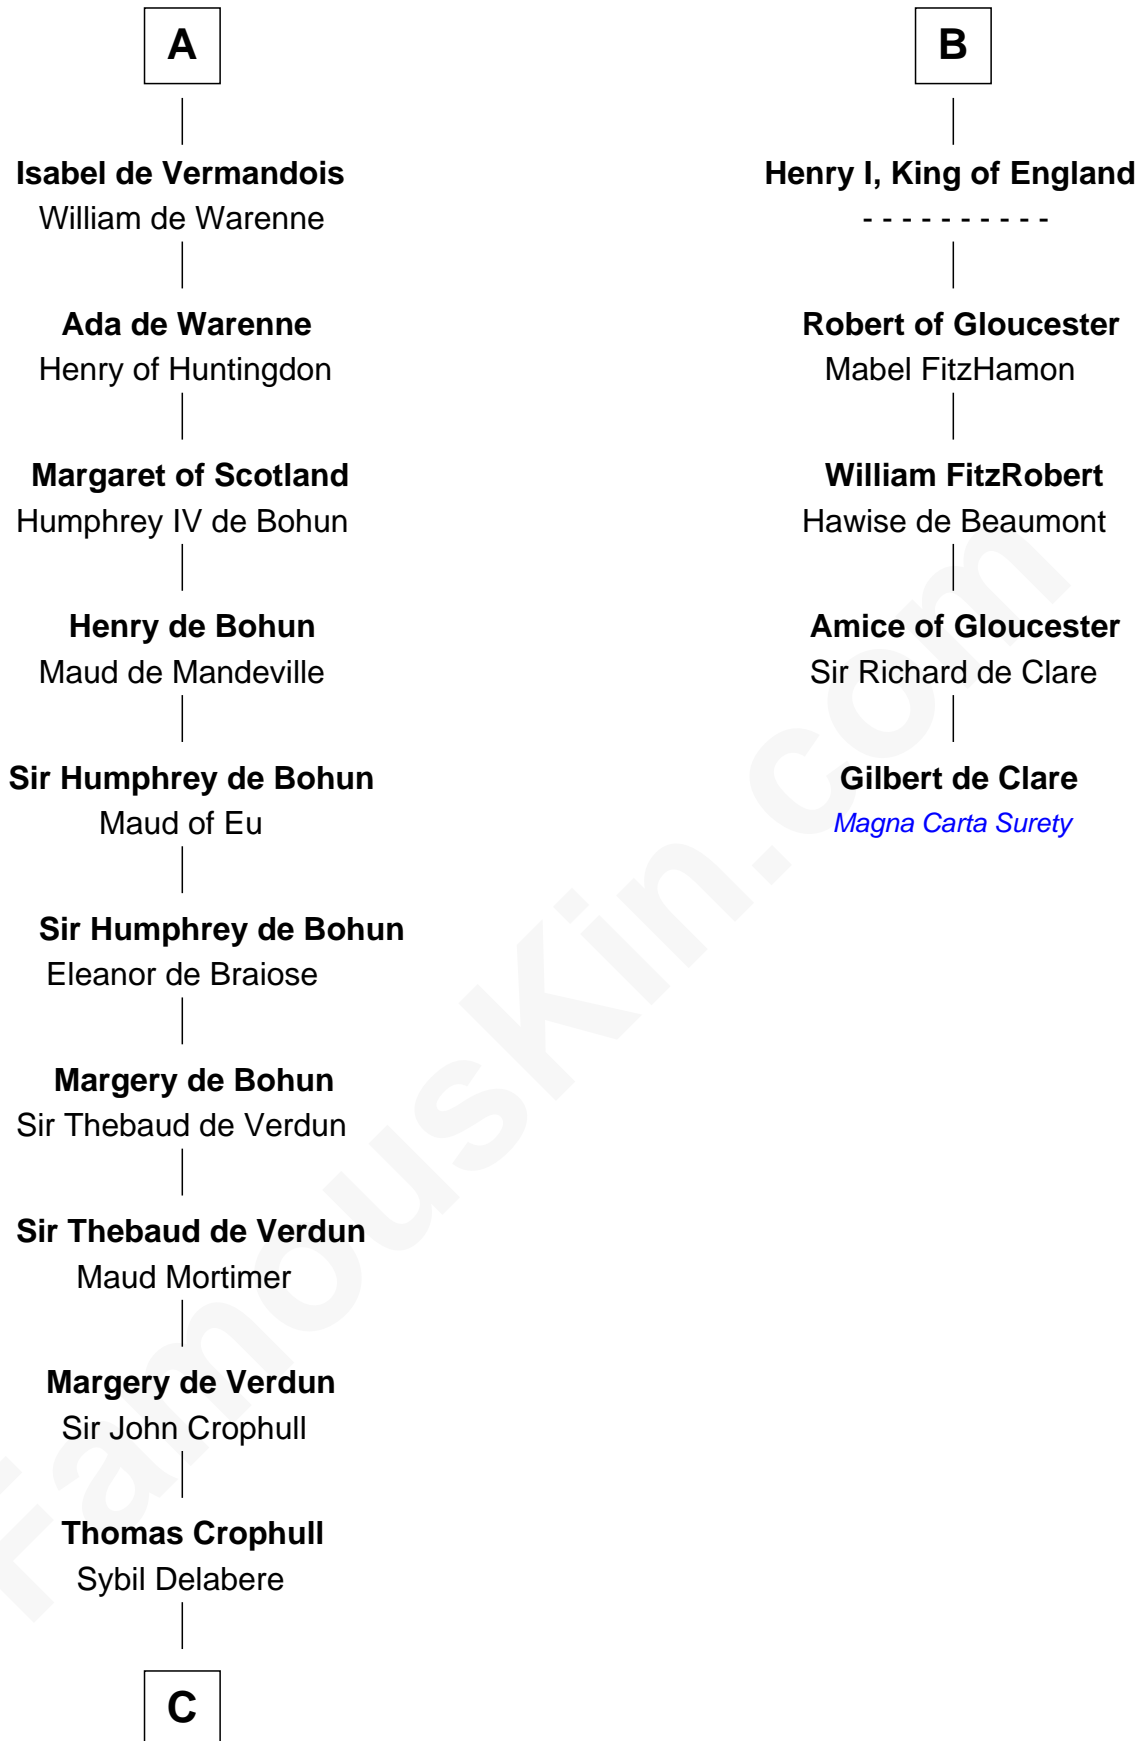 A
Isabel de Vermandois
William de Warenne
Ada de Warenne
Henry of Huntingdon
Margaret of Scotland
Humphrey IV de Bohun
Henry de Bohun
Maud de Mandeville
Sir Humphrey de Bohun
Maud of Eu
Sir Humphrey de Bohun
Eleanor de Braiose
Margery de Bohun
Sir Thebaud de Verdun
Sir Thebaud de Verdun
Maud Mortimer
Margery de Verdun
Sir John Crophull
Thomas Crophull
Sybil Delabere
C
B
Henry I, King of England
- - - - - - - - - -
Robert of Gloucester
Mabel FitzHamon
William FitzRobert
Hawise de Beaumont
Amice of Gloucester
Sir Richard de Clare
Gilbert de Clare
Magna Carta Surety
FamousKin.com